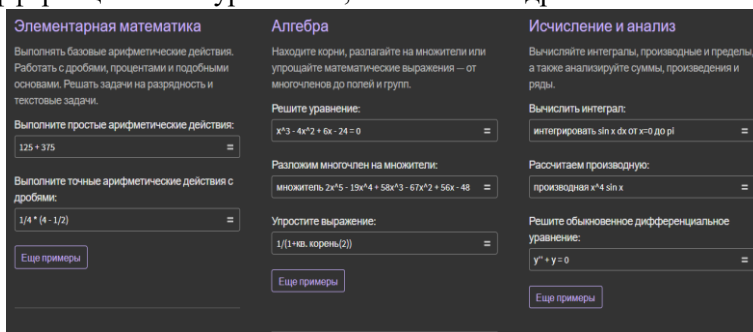 Элементарная математика
Выполнять базовые арифметические действия.
Работать с дробями, процентами и подобными
основами. Решать задачи на разрядность и
текстовые задачи.
Выполните простые арифметические действия:
125 + 375 =
Выполните точные арифметические действия с
дробями:
1/4 * (4 - 1/2) =
Еще примеры
Алгебра
Находите корни, разлагайте на множители или
упрощайте математические выражения — от
многочленов до полей и групп.
Решите уравнение:
x^3 - 4x^2 + 6x - 24 = 0 =
Разложим многочлен на множители:
множитель 2x^5 - 19x^4 + 58x^3 - 67x^2 + 56x - 48 =
Упростите выражение:
1/(1+кв. корень(2)) =
Еще примеры
Исчисление и анализ
Вычисляйте интегралы, производные и пределы,
а также анализируйте суммы, произведения и
ряды.
Вычислить интеграл:
интегрировать sin x dx от x=0 до pi =
Рассчитаем производную:
производная x^4 sin x =
Решите обыкновенное дифференциальное
уравнение:
y'' + y = 0 =
Еще примеры